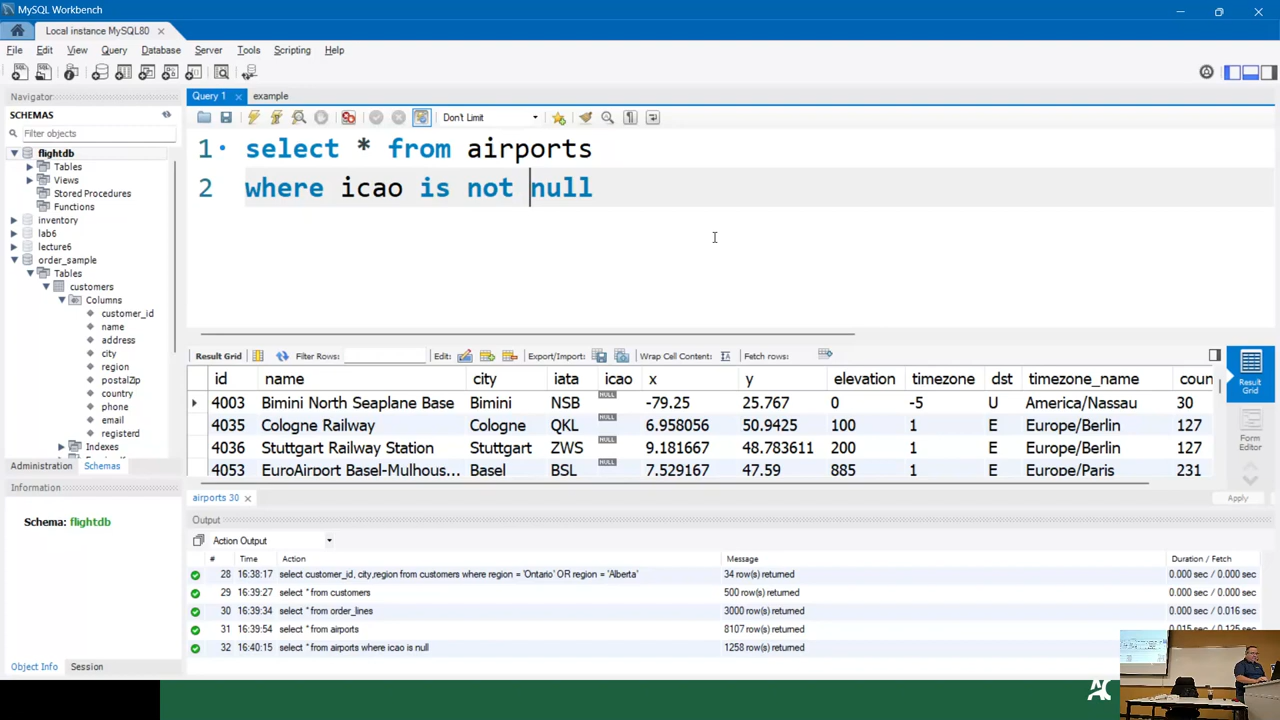 MySQL Workbench
Local instance MySQL80
File Edit View Query Database Server Tools Scripting Help
Navigator
SCHEMAS
Filter objects
flightdb
Tables
Views
Stored Procedures
Functions
inventory
lab6
lecture6
order_sample
Tables
customers
Columns
customer_id
name
address
city
region
postalZip
country
phone
email
registerd
Indexes
Administration Schemas
Information
Schema: flightdb
Object Info Session
Query 1 example
Don't Limit
1 select * from airports
2 where icao is not null
Result Grid Filter Rows: Edit: Export/Import: Wrap Cell Content: Fetch rows:
id name city iata icao x y elevation timezone dst timezone_name coun
4003 Bimini North Seaplane Base Bimini NSB NULL -79.25 25.767 0 -5 U America/Nassau 30
4035 Cologne Railway Cologne QKL NULL 6.958056 50.9425 100 1 E Europe/Berlin 127
4036 Stuttgart Railway Station Stuttgart ZWS NULL 9.181667 48.783611 200 1 E Europe/Berlin 127
4053 EuroAirport Basel-Mulhous... Basel BSL NULL 7.529167 47.59 885 1 E Europe/Paris 231
Result Grid
Form Editor
airports 30
Apply
Output
Action Output
# Time Action Message Duration / Fetch
28 16:38:17 select customer_id, city,region from customers where region = 'Ontario' OR region = 'Alberta' 34 row(s) returned 0.000 sec / 0.000 sec
29 16:39:27 select * from customers 500 row(s) returned 0.000 sec / 0.000 sec
30 16:39:34 select * from order_lines 3000 row(s) returned 0.000 sec / 0.016 sec
31 16:39:54 select * from airports 8107 row(s) returned 0.015 sec / 0.125 sec
32 16:40:15 select * from airports where icao is null 1258 row(s) returned
AC